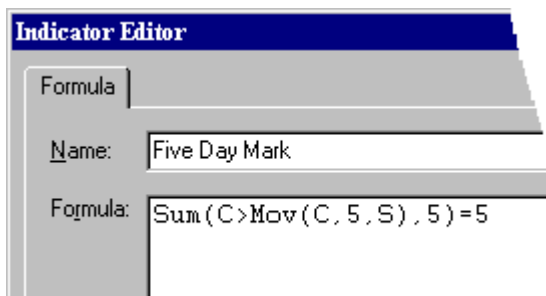 Indicator Editor
Formula
Name: Five Day Mark
Formula: Sum(C>Mov(C,5,S),5)=5